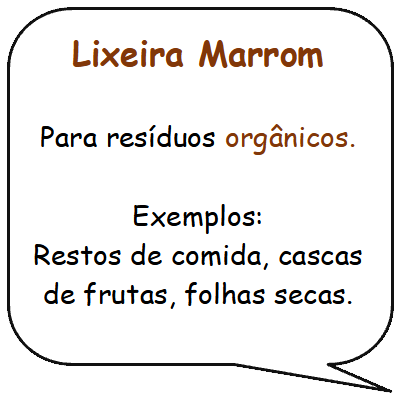 Lixeira Marrom
Para resíduos orgânicos.
Exemplos:
Restos de comida, cascas
de frutas, folhas secas.